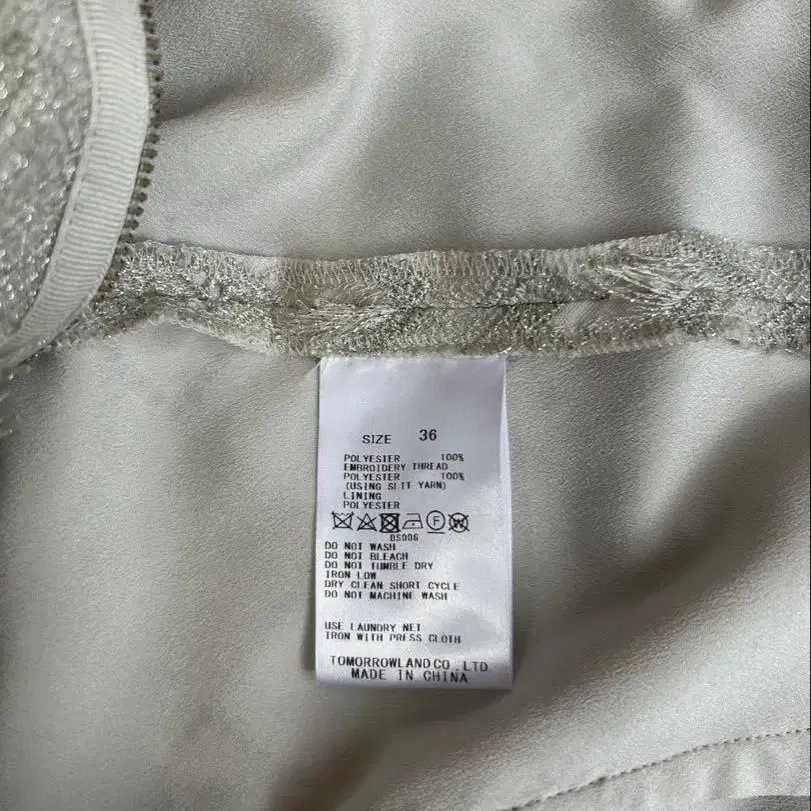 SIZE 36
POLYESTER 100%
EMBROIDERY THREAD
POLYESTER 100%
(USING SLIT YARN)
LINING
POLYESTER
F
DS006
DO NOT WASH
DO NOT BLEACH
DO NOT TUMBLE DRY
IRON LOW
DRY CLEAN SHORT CYCLE
DO NOT MACHINE WASH
USE LAUNDRY NET
IRON WITH PRESS CLOTH
TOMORROWLAND CO.,LTD
MADE IN CHINA